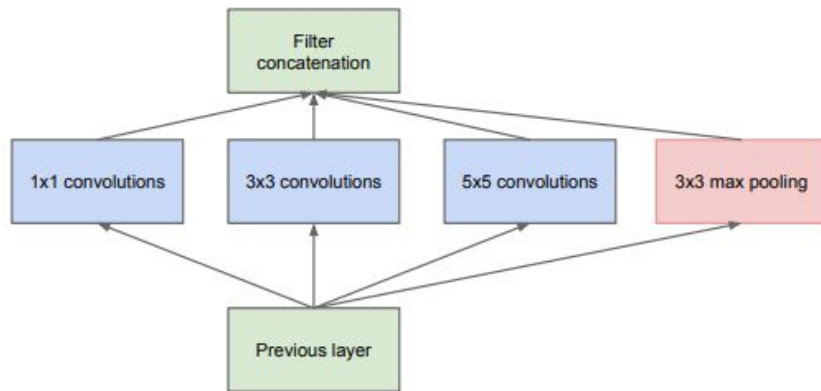 Filter
concatenation
1x1 convolutions
3x3 convolutions
5x5 convolutions
3x3 max pooling
Previous layer